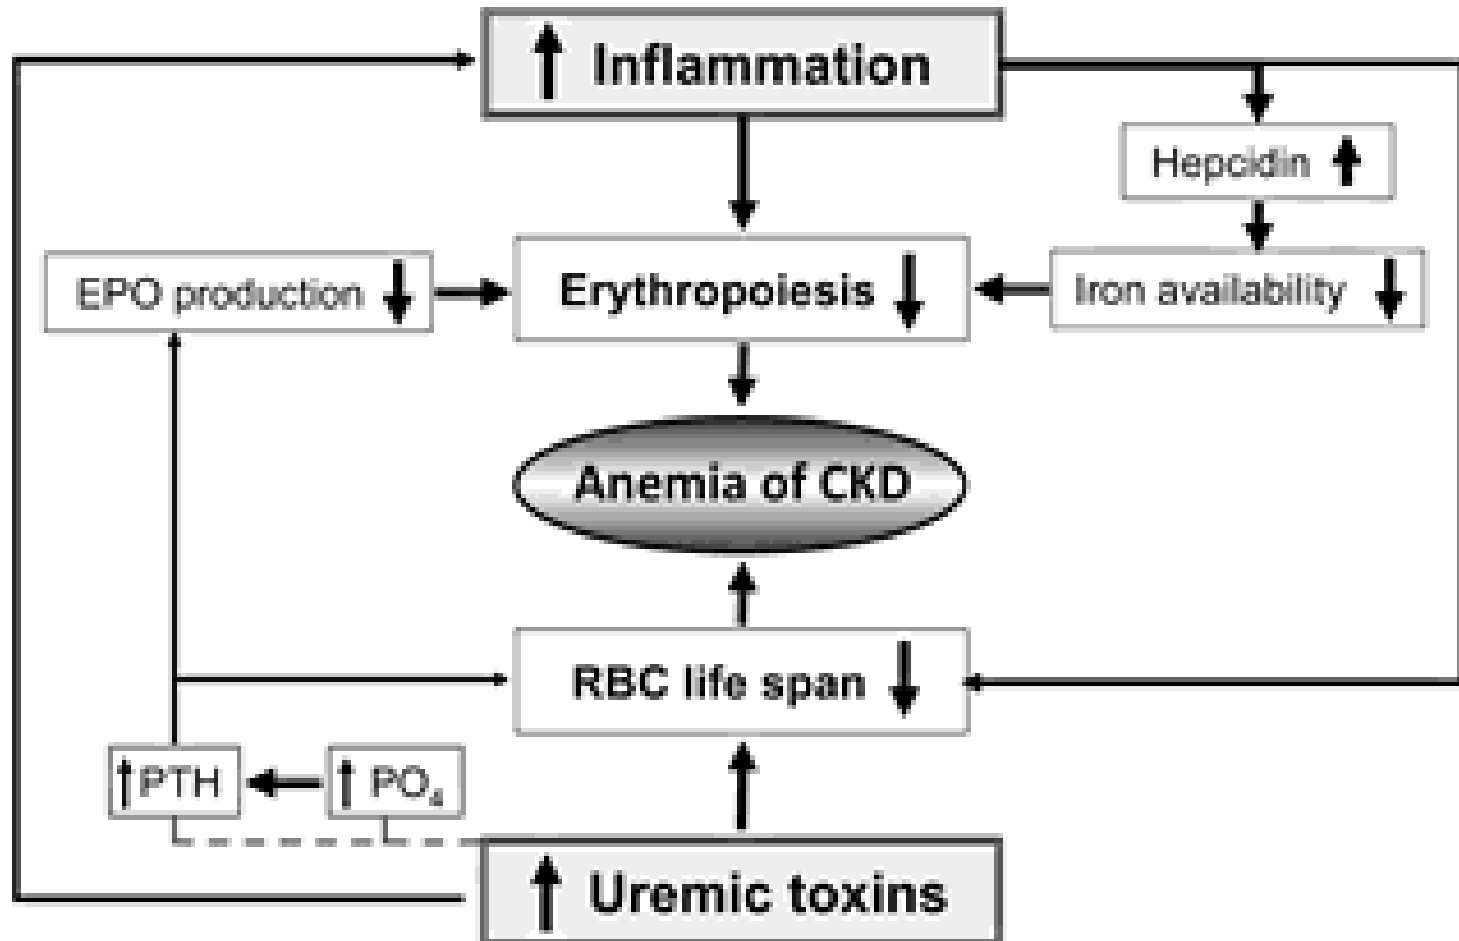 ↑ Inflammation
Hepcidin ↑
EPO production ↓
Erythropoiesis ↓
Iron availability ↓
Anemia of CKD
RBC life span ↓
↑PTH
↑ PO₄
↑ Uremic toxins